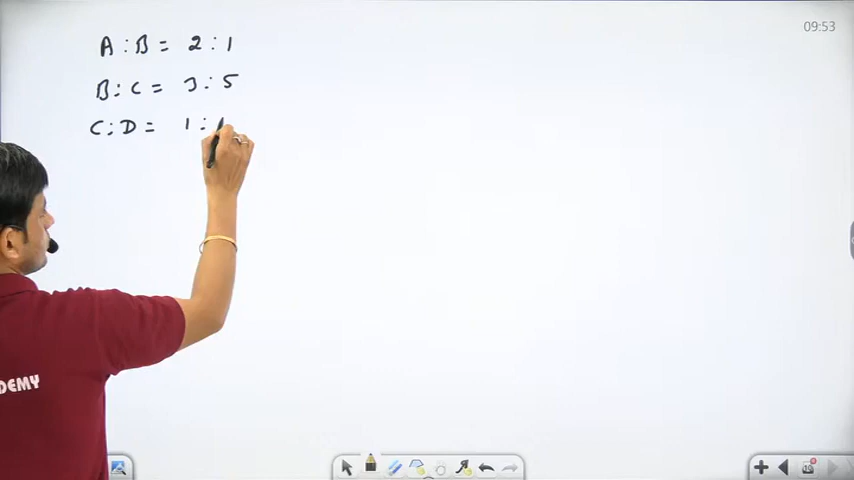 09:53
A : B = 2 : 1
B : C = 3 : 5
C : D = 1 :
DEMY